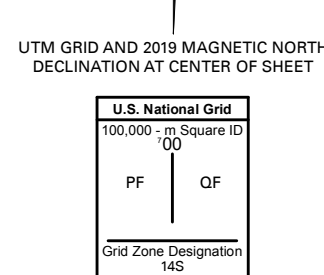 UTM GRID AND 2019 MAGNETIC NORTH
DECLINATION AT CENTER OF SHEET
U.S. National Grid
100,000 - m Square ID
⁷00
PF QF
Grid Zone Designation
14S